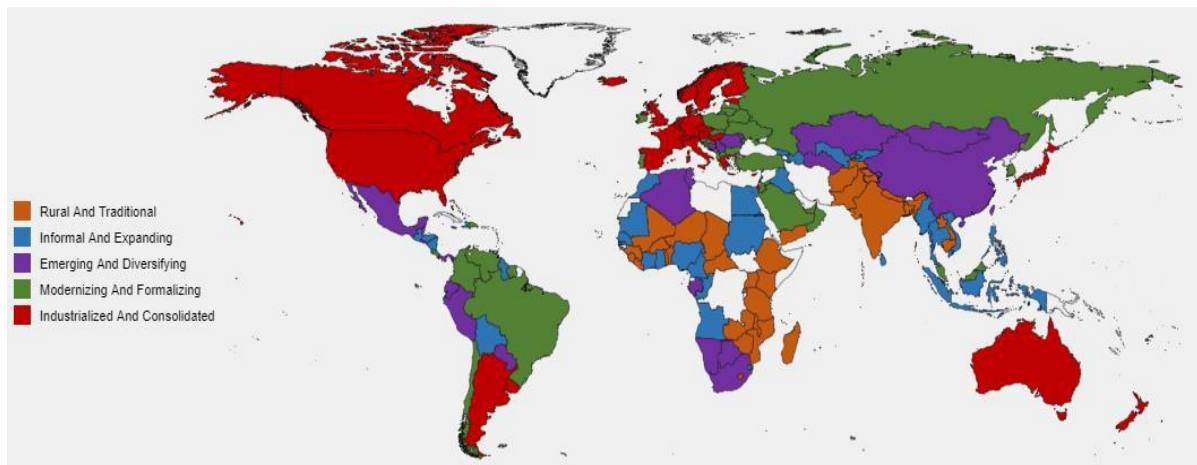 Rural And Traditional
Informal And Expanding
Emerging And Diversifying
Modernizing And Formalizing
Industrialized And Consolidated